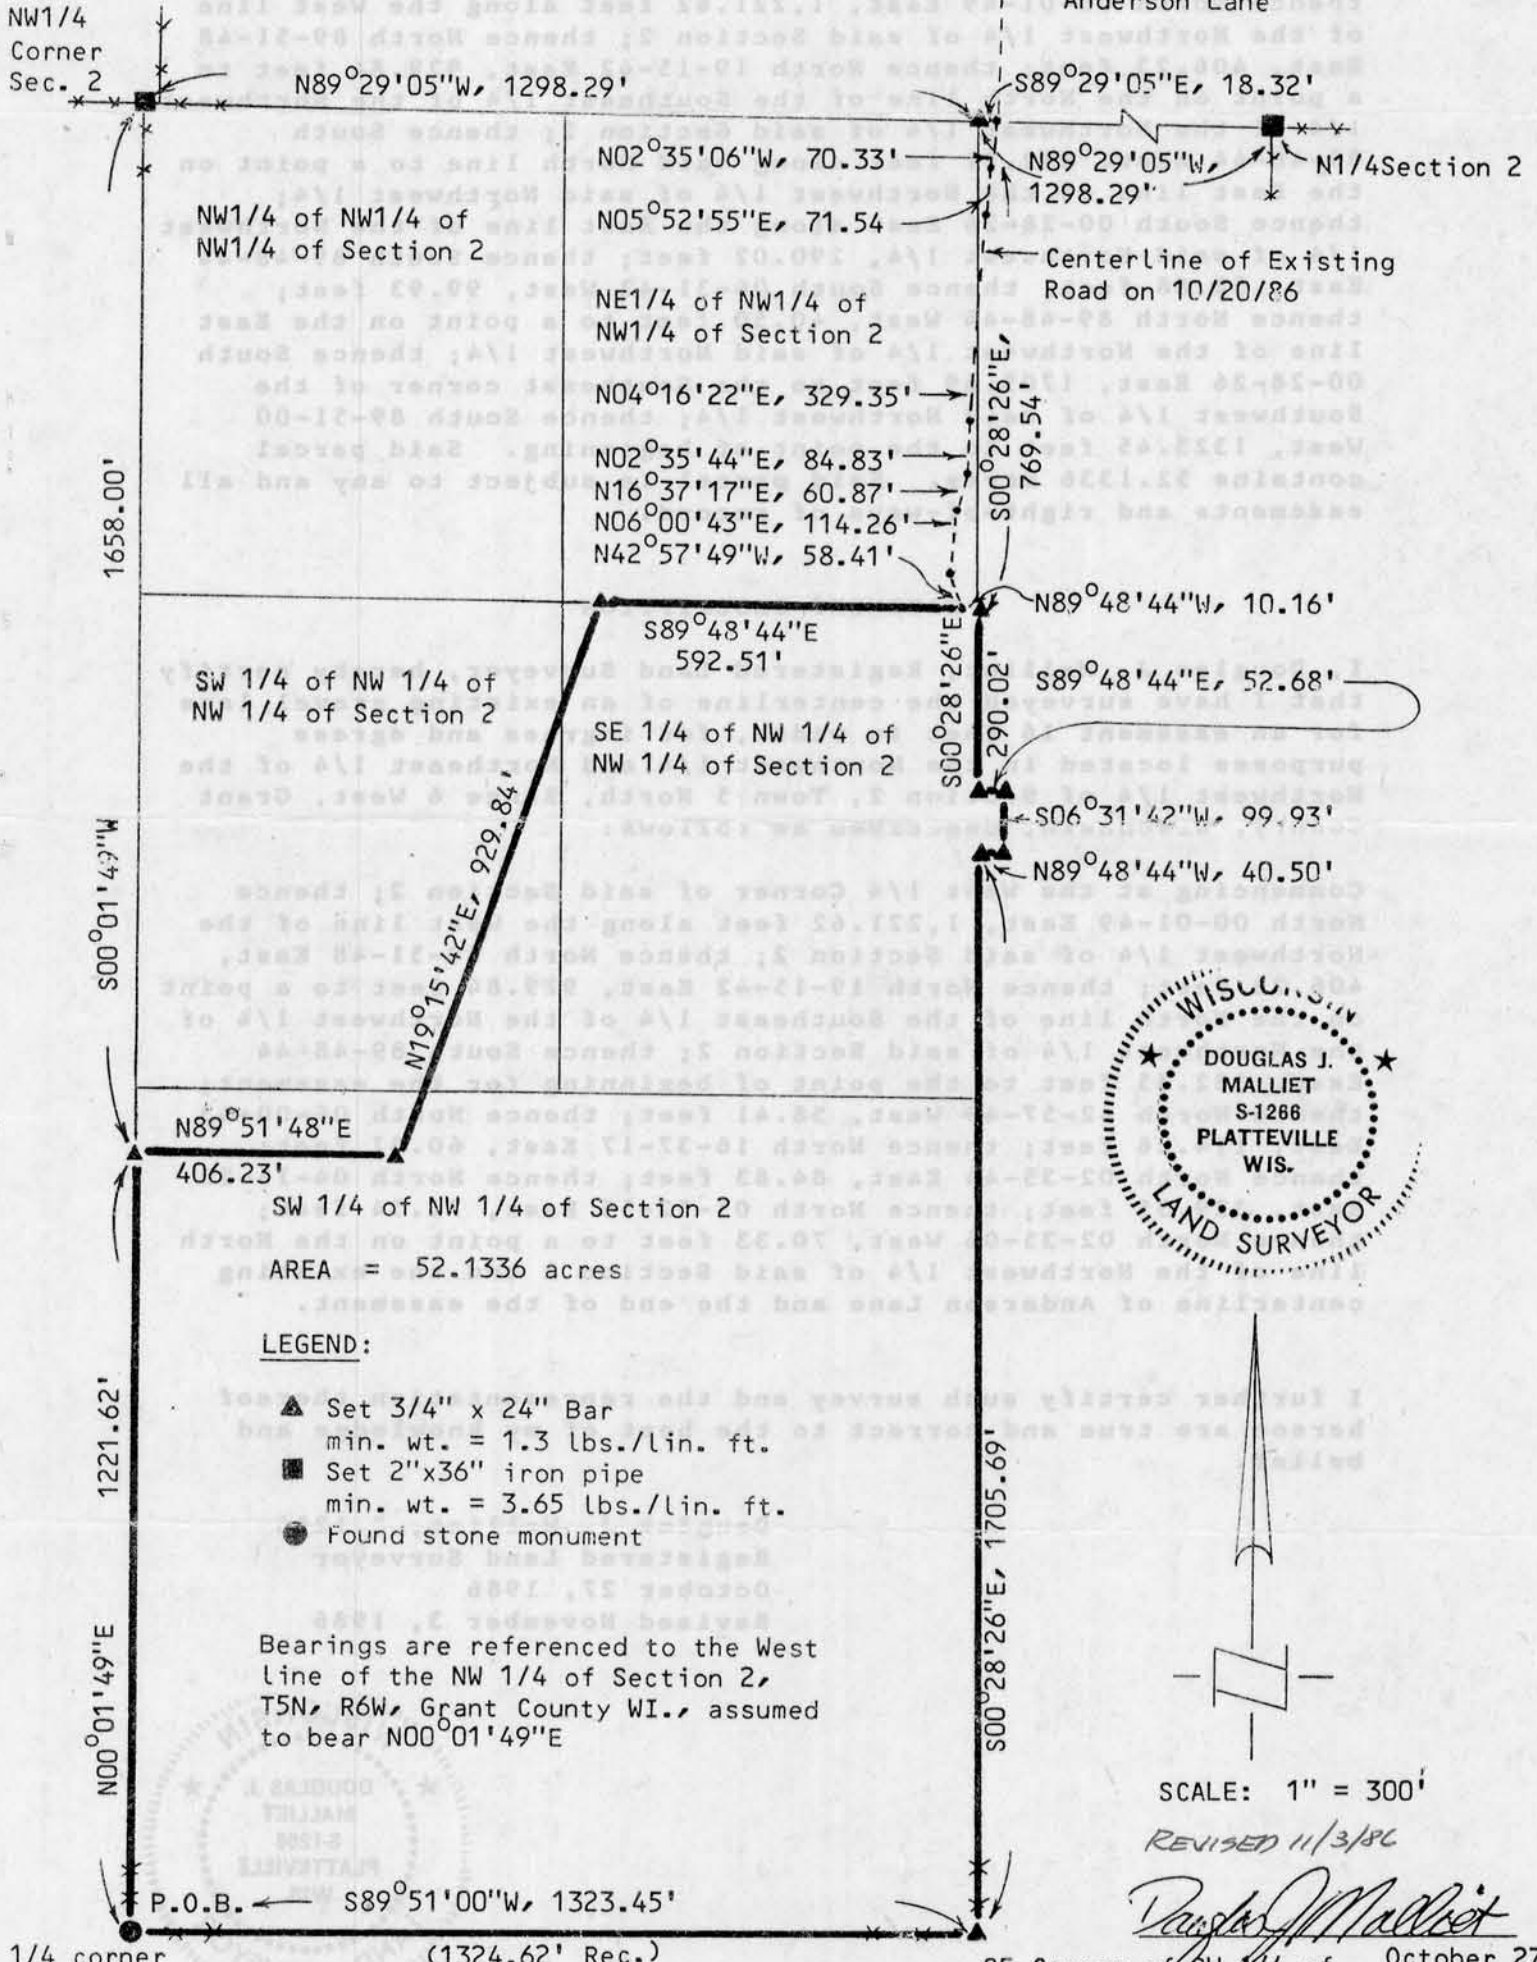 Anderson Lane
NW1/4
Corner
Sec. 2
N89°29'05"W, 1298.29'
S89°29'05"E, 18.32'
N02°35'06"W, 70.33'
N89°29'05"W,
1298.29'
N1/4Section 2
NW1/4 of NW1/4 of
NW1/4 of Section 2
N05°52'55"E, 71.54
Centerline of Existing
Road on 10/20/86
NE1/4 of NW1/4 of
NW1/4 of Section 2
N04°16'22"E, 329.35'
S00°28'26"E,
769.54'
N02°35'44"E, 84.83'
N16°37'17"E, 60.87'
N06°00'43"E, 114.26'
N42°57'49"W, 58.41'
1658.00'
S00°01'49"W
N89°48'44"W, 10.16'
S89°48'44"E
592.51'
S00°28'26"E
290.02'
S89°48'44"E, 52.68'
SW 1/4 of NW 1/4 of
NW 1/4 of Section 2
SE 1/4 of NW 1/4 of
NW 1/4 of Section 2
N19°15'42"E, 929.84'
S06°31'42"W, 99.93'
N89°48'44"W, 40.50'
WISCONSIN
DOUGLAS J.
MALLIET
S-1266
PLATTEVILLE
WIS.
LAND SURVEYOR
N89°51'48"E
406.23'
SW 1/4 of NW 1/4 of Section 2
AREA = 52.1336 acres
LEGEND:
Set 3/4" x 24" Bar
min. wt. = 1.3 lbs./lin. ft.
Set 2"x36" iron pipe
min. wt. = 3.65 lbs./lin. ft.
Found stone monument
1221.62'
N00°01'49"E
S00°28'26"E, 1705.69'
Bearings are referenced to the West
line of the NW 1/4 of Section 2,
T5N, R6W, Grant County WI., assumed
to bear N00°01'49"E
SCALE: 1" = 300'
REVISED 11/3/86
Douglas J Malliet
P.O.B.
S89°51'00"W, 1323.45'
(1324.62' Rec.)
1/4 corner
October 27